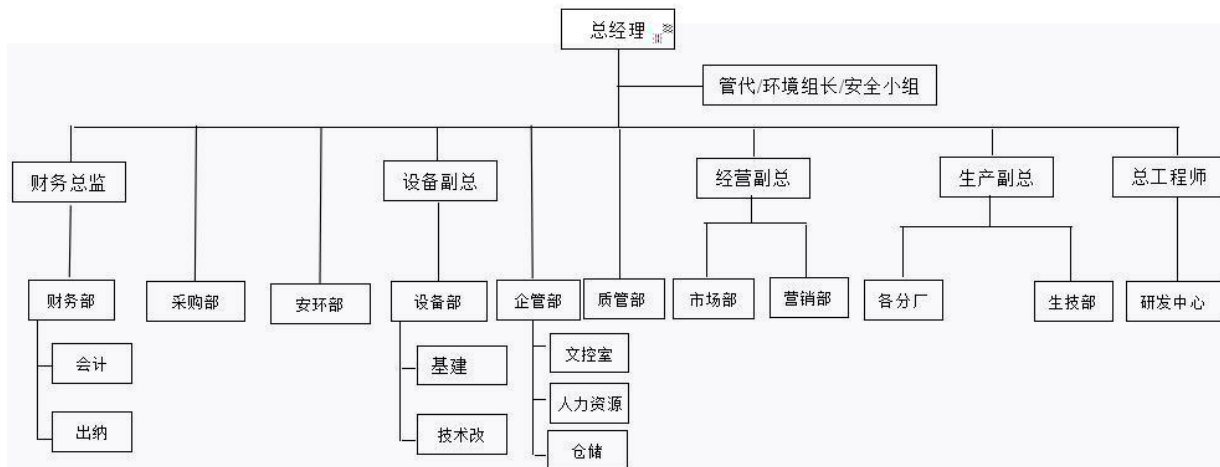 总经理
管代/环境组长/安全小组
财务总监
设备副总
经营副总
生产副总
总工程师
财务部
采购部
安环部
设备部
企管部
质管部
市场部
营销部
各分厂
生技部
研发中心
会计
出纳
基建
技术改
文控室
人力资源
仓储